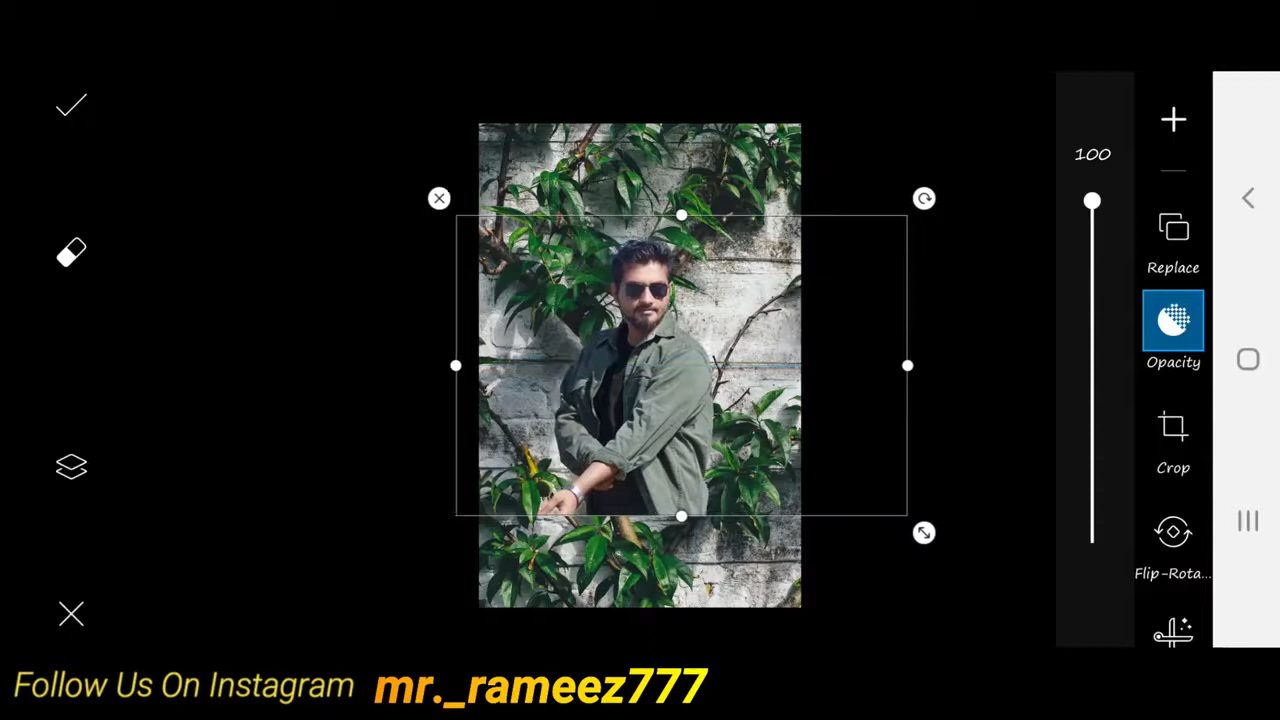 100
Replace
Opacity
Crop
Flip-Rota...
Follow Us On Instagram mr._rameez777